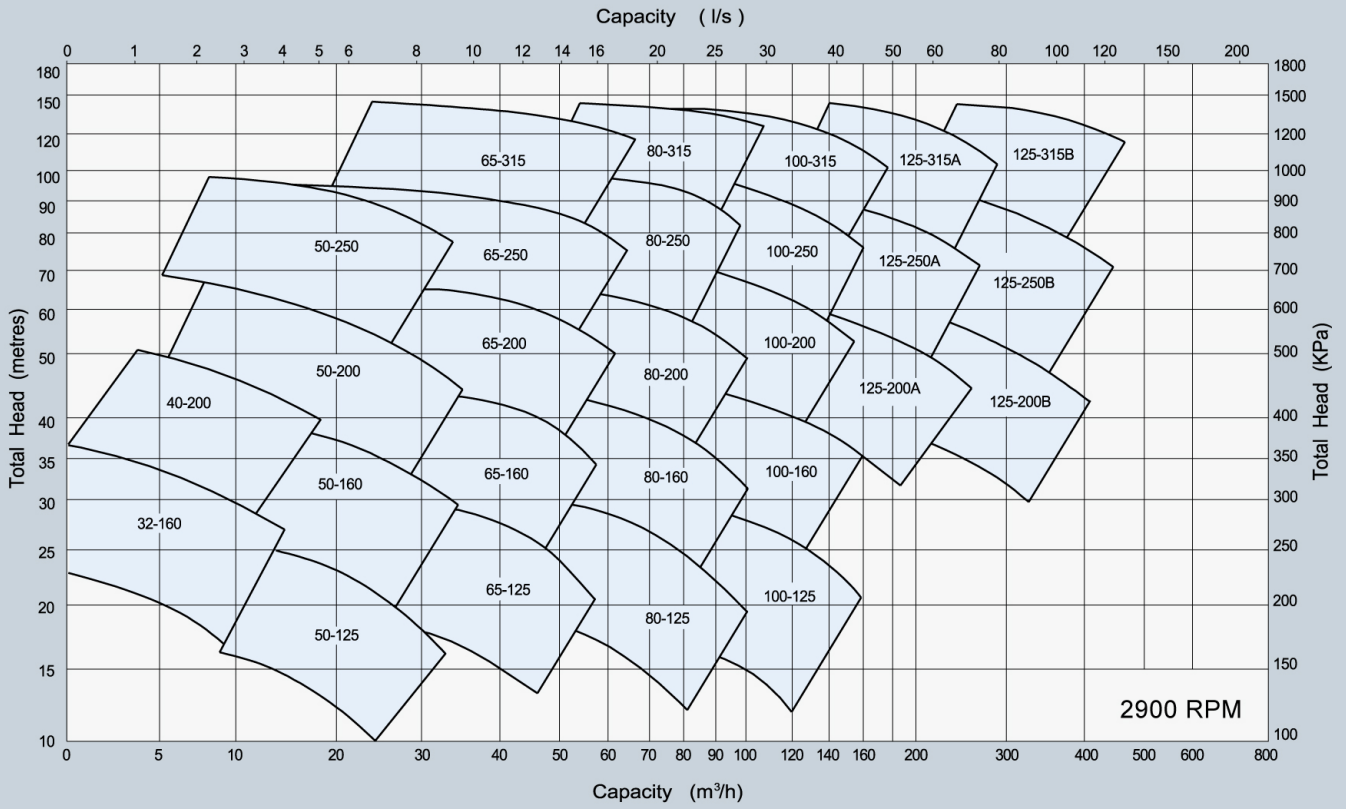 Capacity ( l/s )
0 1 2 3 4 5 6 8 10 12 14 16 20 25 30 40 50 60 80 100 120 150 200
180 1800
150 1500
120 1200
100 1000
90 900
80 800
70 700
60 600
50 500
40 400
35 350
30 300
25 250
20 200
15 150
10 100
Total Head (metres)
Total Head (KPa)
65-315 80-315 100-315 125-315A 125-315B
50-250 65-250 80-250 100-250 125-250A 125-250B
40-200 50-200 65-200 80-200 100-200 125-200A 125-200B
32-160 50-160 65-160 80-160 100-160
50-125 65-125 80-125 100-125
2900 RPM
0 5 10 20 30 40 50 60 70 80 90 100 120 140 160 200 300 400 500 600 800
Capacity (m³/h)